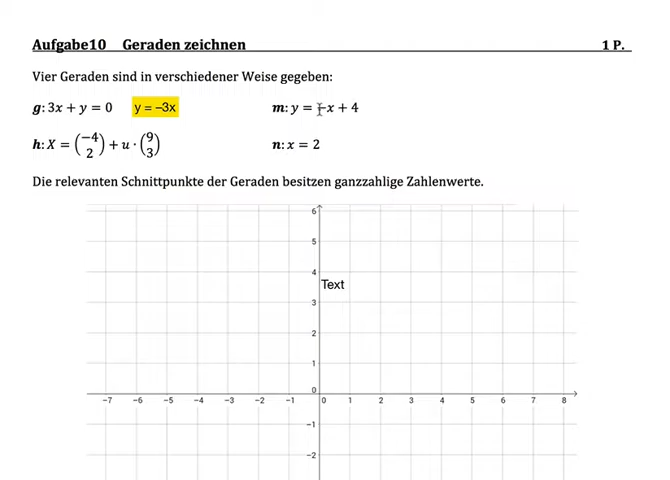 Aufgabe10 Geraden zeichnen 1 P.
Vier Geraden sind in verschiedener Weise gegeben:
g: 3x + y = 0 y = –3x m: y = −x + 4
h: X = (−4 2) + u · (9 3) n: x = 2
Die relevanten Schnittpunkte der Geraden besitzen ganzzahlige Zahlenwerte.
6
5
4
Text
3
2
1
0
−7 −6 −5 −4 −3 −2 −1 0 1 2 3 4 5 6 7 8
−1
−2